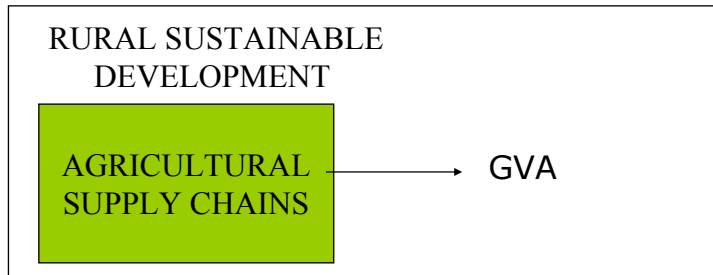 RURAL SUSTAINABLE
DEVELOPMENT
AGRICULTURAL
SUPPLY CHAINS
GVA